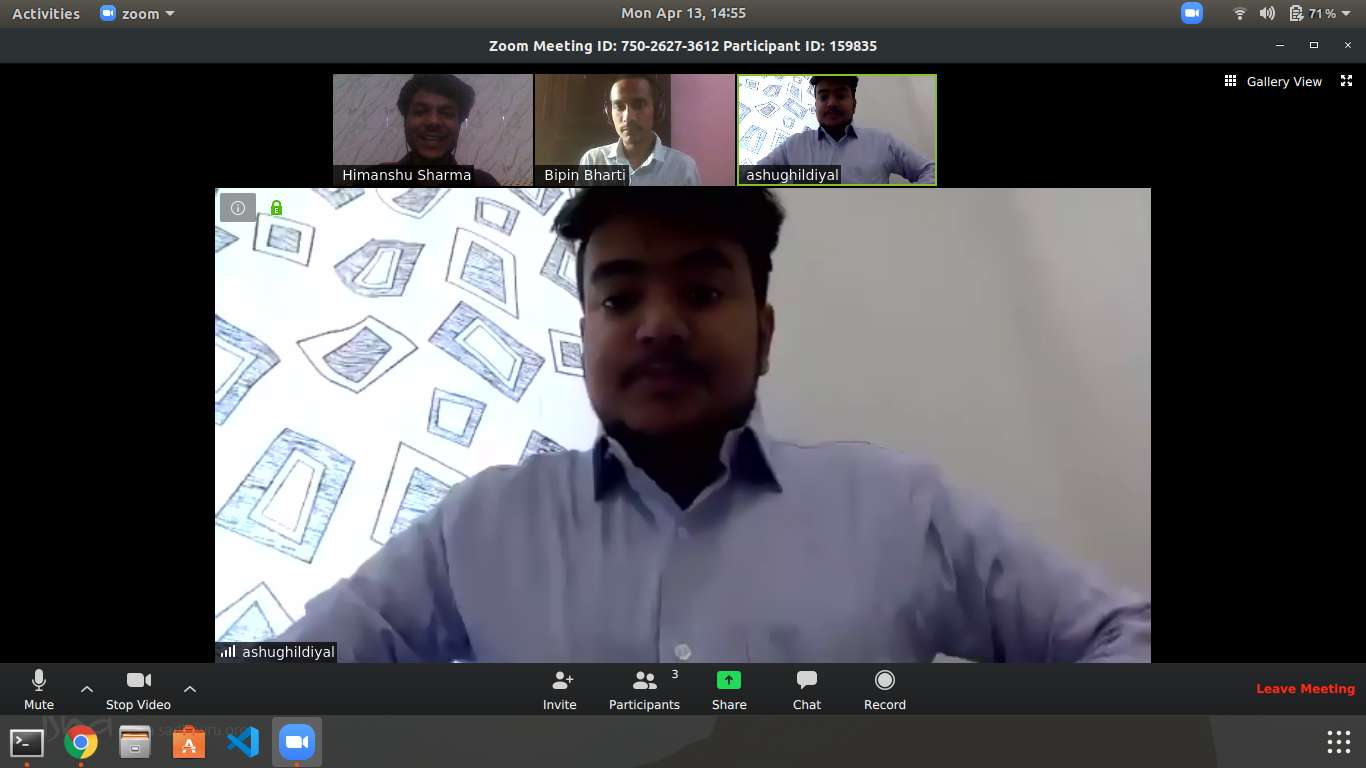 Activities zoom Mon Apr 13, 14:55 71%
Zoom Meeting ID: 750-2627-3612 Participant ID: 159835
Gallery View
Himanshu Sharma Bipin Bharti ashughildiyal
ashughildiyal
3
Mute Stop Video Invite Participants Share Chat Record Leave Meeting